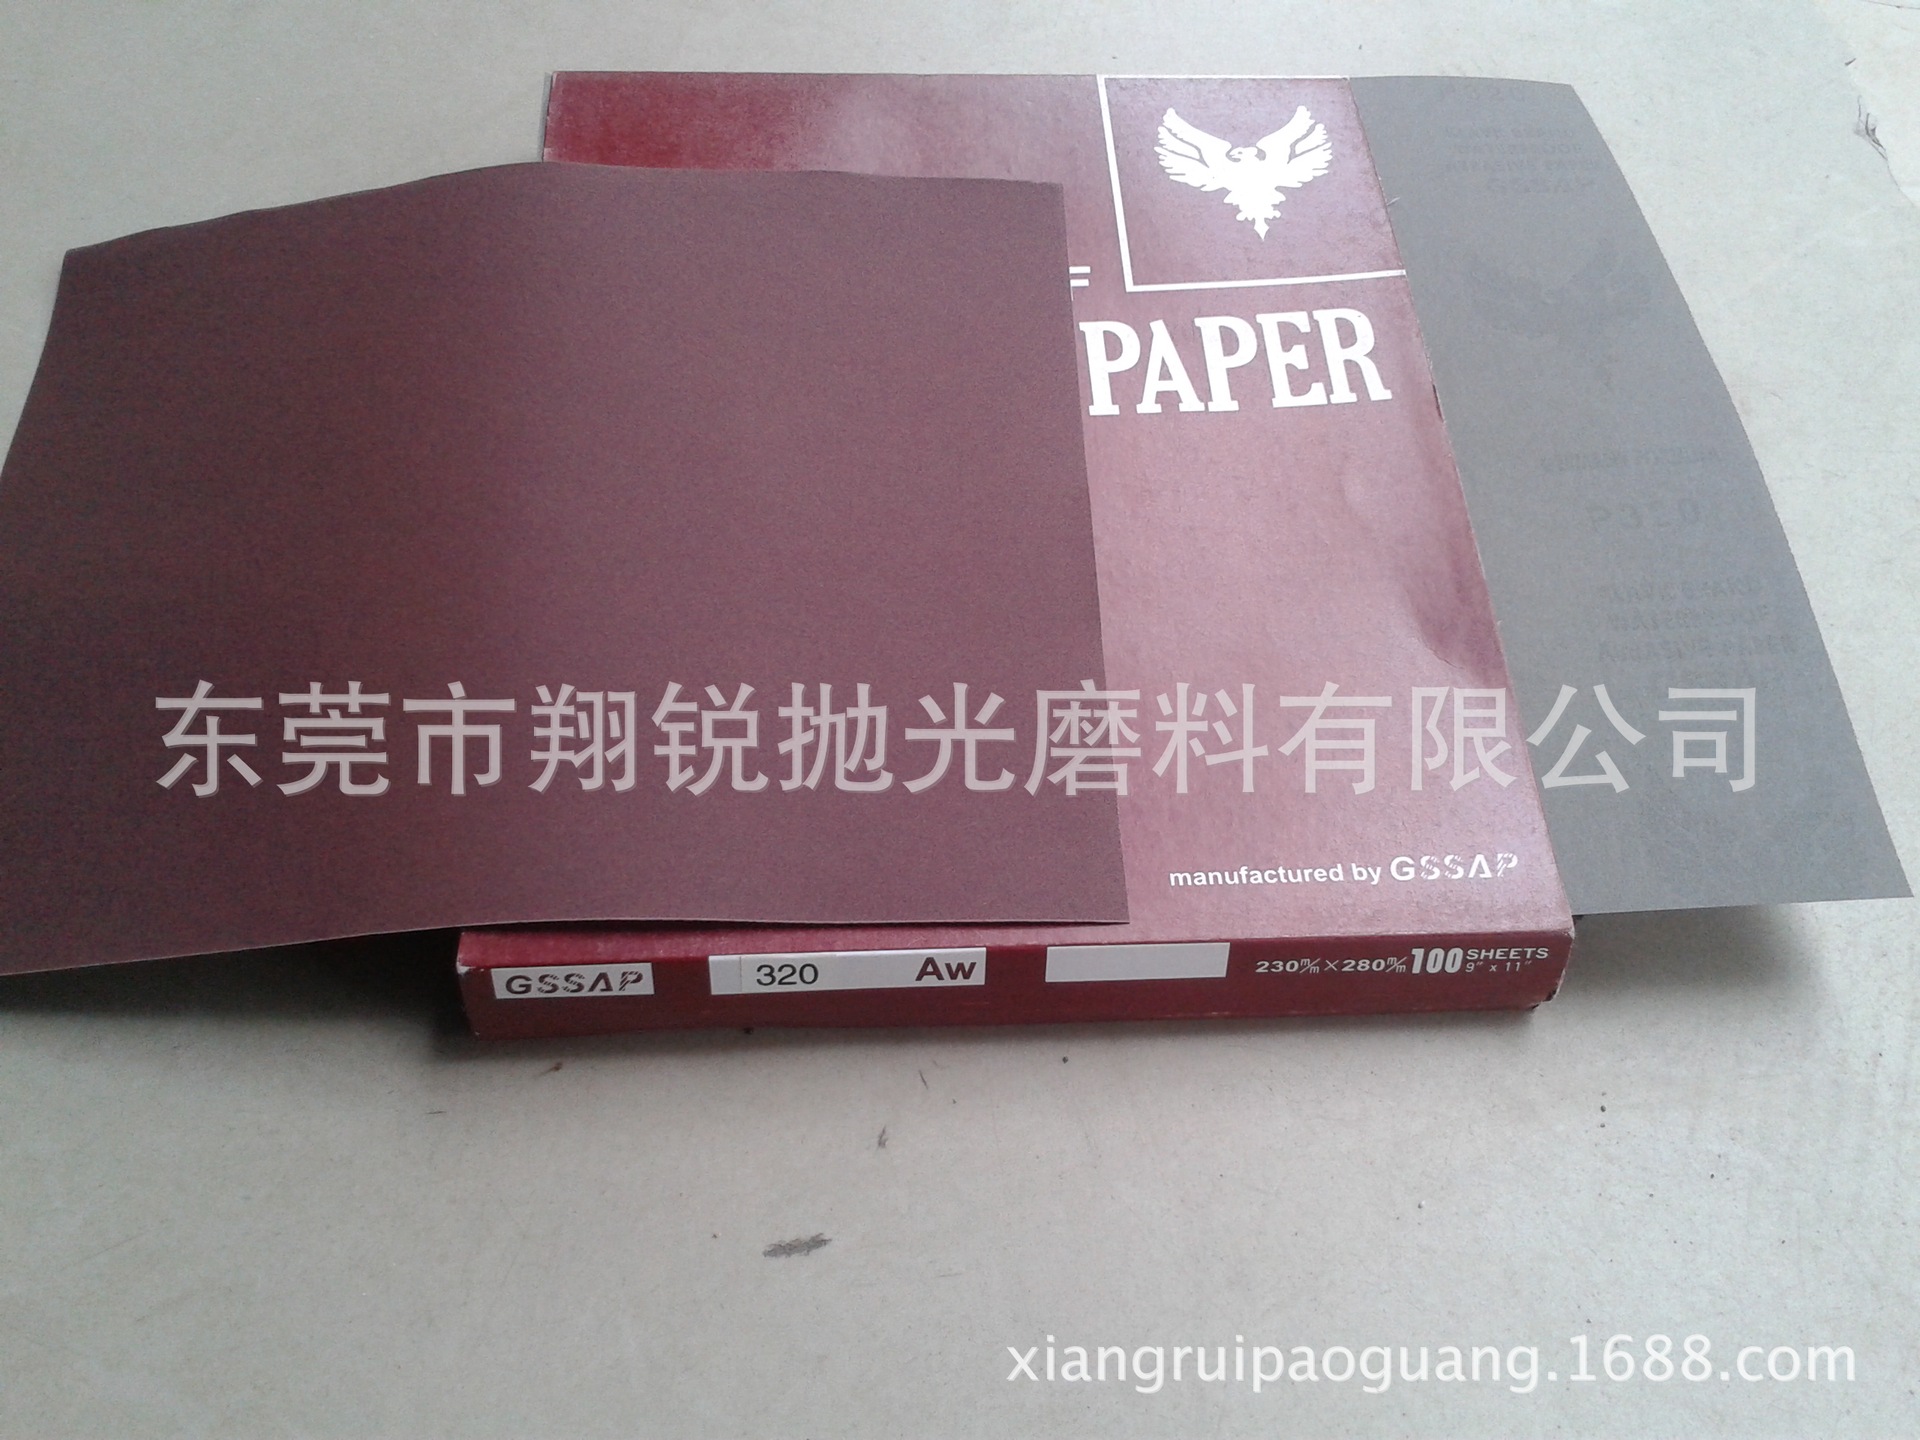 PAPER
东莞市翔锐抛光磨料有限公司
manufactured by GSSAP
GSSAP 320 Aw 230m/m×280m/m 100 SHEETS
9" x 11"
xiangruipaoguang.1688.com